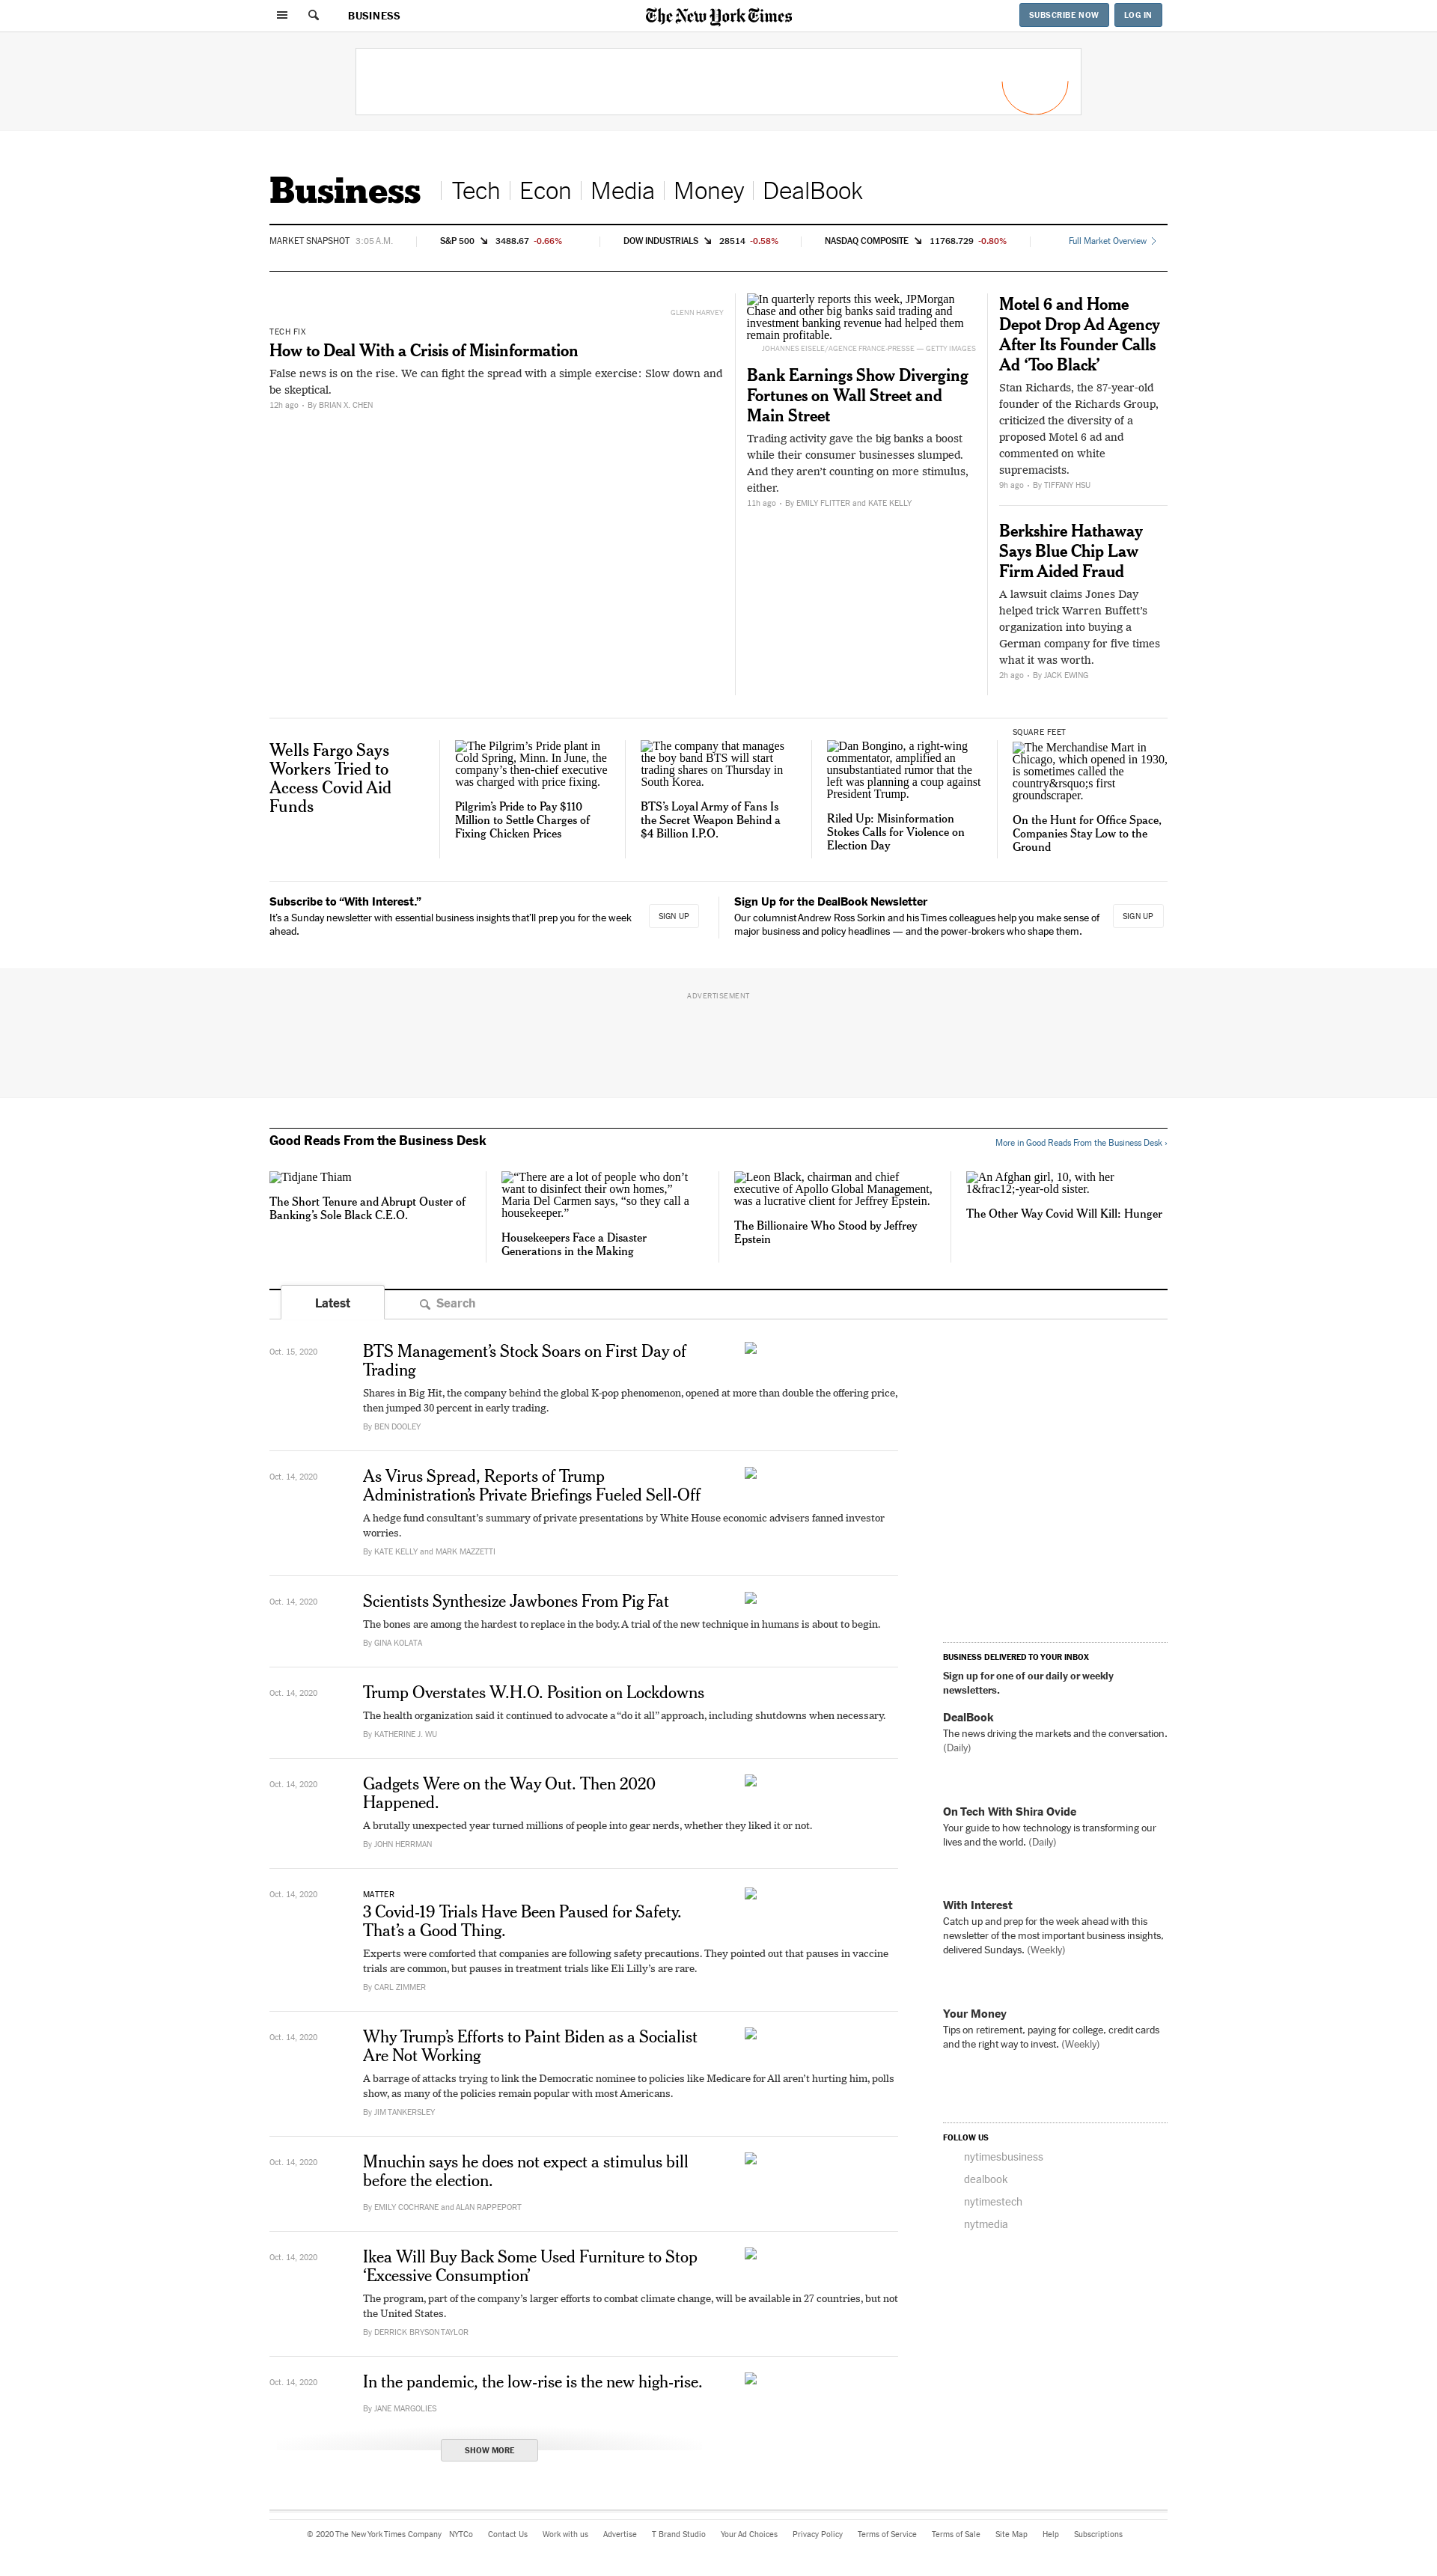 BUSINESS
The New York Times
SUBSCRIBE NOW
LOG IN
Business
Tech
Econ
Media
Money
DealBook
MARKET SNAPSHOT 3:05 A.M.
S&P 500 3488.67 -0.66%
DOW INDUSTRIALS 28514 -0.58%
NASDAQ COMPOSITE 11768.729 -0.80%
Full Market Overview
GLENN HARVEY
TECH FIX
How to Deal With a Crisis of Misinformation
False news is on the rise. We can fight the spread with a simple exercise: Slow down and
be skeptical.
12h ago • By BRIAN X. CHEN
In quarterly reports this week, JPMorgan
Chase and other big banks said trading and
investment banking revenue had helped them
remain profitable.
JOHANNES EISELE/AGENCE FRANCE-PRESSE — GETTY IMAGES
Bank Earnings Show Diverging
Fortunes on Wall Street and
Main Street
Trading activity gave the big banks a boost
while their consumer businesses slumped.
And they aren’t counting on more stimulus,
either.
11h ago • By EMILY FLITTER and KATE KELLY
Motel 6 and Home
Depot Drop Ad Agency
After Its Founder Calls
Ad ‘Too Black’
Stan Richards, the 87-year-old
founder of the Richards Group,
criticized the diversity of a
proposed Motel 6 ad and
commented on white
supremacists.
9h ago • By TIFFANY HSU
Berkshire Hathaway
Says Blue Chip Law
Firm Aided Fraud
A lawsuit claims Jones Day
helped trick Warren Buffett’s
organization into buying a
German company for five times
what it was worth.
2h ago • By JACK EWING
Wells Fargo Says
Workers Tried to
Access Covid Aid
Funds
The Pilgrim’s Pride plant in
Cold Spring, Minn. In June, the
company’s then-chief executive
was charged with price fixing.
Pilgrim’s Pride to Pay $110
Million to Settle Charges of
Fixing Chicken Prices
The company that manages
the boy band BTS will start
trading shares on Thursday in
South Korea.
BTS’s Loyal Army of Fans Is
the Secret Weapon Behind a
$4 Billion I.P.O.
Dan Bongino, a right-wing
commentator, amplified an
unsubstantiated rumor that the
left was planning a coup against
President Trump.
Riled Up: Misinformation
Stokes Calls for Violence on
Election Day
SQUARE FEET
The Merchandise Mart in
Chicago, which opened in 1930,
is sometimes called the
country&rsquo;s first
groundscraper.
On the Hunt for Office Space,
Companies Stay Low to the
Ground
Subscribe to “With Interest.”
It’s a Sunday newsletter with essential business insights that’ll prep you for the week
ahead.
SIGN UP
Sign Up for the DealBook Newsletter
Our columnist Andrew Ross Sorkin and his Times colleagues help you make sense of
major business and policy headlines — and the power-brokers who shape them.
SIGN UP
ADVERTISEMENT
Good Reads From the Business Desk
More in Good Reads From the Business Desk ›
Tidjane Thiam
The Short Tenure and Abrupt Ouster of
Banking’s Sole Black C.E.O.
“There are a lot of people who don’t
want to disinfect their own homes,”
Maria Del Carmen says, “so they call a
housekeeper.”
Housekeepers Face a Disaster
Generations in the Making
Leon Black, chairman and chief
executive of Apollo Global Management,
was a lucrative client for Jeffrey Epstein.
The Billionaire Who Stood by Jeffrey
Epstein
An Afghan girl, 10, with her
1&frac12;-year-old sister.
The Other Way Covid Will Kill: Hunger
Latest
Search
Oct. 15, 2020
BTS Management’s Stock Soars on First Day of
Trading
Shares in Big Hit, the company behind the global K-pop phenomenon, opened at more than double the offering price,
then jumped 30 percent in early trading.
By BEN DOOLEY
Oct. 14, 2020
As Virus Spread, Reports of Trump
Administration’s Private Briefings Fueled Sell-Off
A hedge fund consultant’s summary of private presentations by White House economic advisers fanned investor
worries.
By KATE KELLY and MARK MAZZETTI
Oct. 14, 2020
Scientists Synthesize Jawbones From Pig Fat
The bones are among the hardest to replace in the body. A trial of the new technique in humans is about to begin.
By GINA KOLATA
Oct. 14, 2020
Trump Overstates W.H.O. Position on Lockdowns
The health organization said it continued to advocate a “do it all” approach, including shutdowns when necessary.
By KATHERINE J. WU
Oct. 14, 2020
Gadgets Were on the Way Out. Then 2020
Happened.
A brutally unexpected year turned millions of people into gear nerds, whether they liked it or not.
By JOHN HERRMAN
Oct. 14, 2020
MATTER
3 Covid-19 Trials Have Been Paused for Safety.
That’s a Good Thing.
Experts were comforted that companies are following safety precautions. They pointed out that pauses in vaccine
trials are common, but pauses in treatment trials like Eli Lilly’s are rare.
By CARL ZIMMER
Oct. 14, 2020
Why Trump’s Efforts to Paint Biden as a Socialist
Are Not Working
A barrage of attacks trying to link the Democratic nominee to policies like Medicare for All aren’t hurting him, polls
show, as many of the policies remain popular with most Americans.
By JIM TANKERSLEY
Oct. 14, 2020
Mnuchin says he does not expect a stimulus bill
before the election.
By EMILY COCHRANE and ALAN RAPPEPORT
Oct. 14, 2020
Ikea Will Buy Back Some Used Furniture to Stop
‘Excessive Consumption’
The program, part of the company’s larger efforts to combat climate change, will be available in 27 countries, but not
the United States.
By DERRICK BRYSON TAYLOR
Oct. 14, 2020
In the pandemic, the low-rise is the new high-rise.
By JANE MARGOLIES
SHOW MORE
BUSINESS DELIVERED TO YOUR INBOX
Sign up for one of our daily or weekly
newsletters.
DealBook
The news driving the markets and the conversation.
(Daily)
On Tech With Shira Ovide
Your guide to how technology is transforming our
lives and the world. (Daily)
With Interest
Catch up and prep for the week ahead with this
newsletter of the most important business insights,
delivered Sundays. (Weekly)
Your Money
Tips on retirement, paying for college, credit cards
and the right way to invest. (Weekly)
FOLLOW US
nytimesbusiness
dealbook
nytimestech
nytmedia
© 2020 The New York Times Company NYTCo Contact Us Work with us Advertise T Brand Studio Your Ad Choices Privacy Policy Terms of Service Terms of Sale Site Map Help Subscriptions